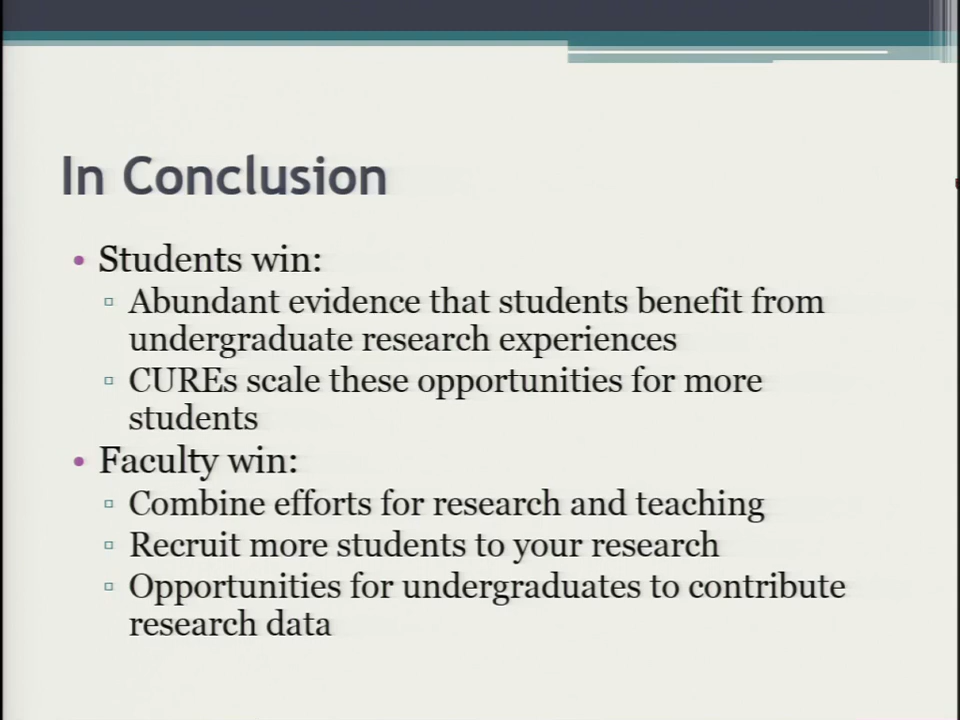 In Conclusion
• Students win:
▫ Abundant evidence that students benefit from
undergraduate research experiences
▫ CUREs scale these opportunities for more
students
• Faculty win:
▫ Combine efforts for research and teaching
▫ Recruit more students to your research
▫ Opportunities for undergraduates to contribute
research data